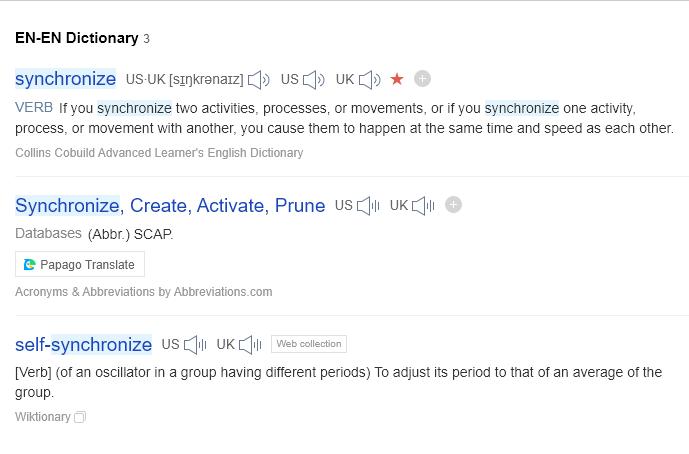 EN-EN Dictionary 3
synchronize US·UK [sɪŋkrənaɪz] US UK
VERB If you synchronize two activities, processes, or movements, or if you synchronize one activity,
process, or movement with another, you cause them to happen at the same time and speed as each other.
Collins Cobuild Advanced Learner's English Dictionary
Synchronize, Create, Activate, Prune US UK
Databases (Abbr.) SCAP.
Papago Translate
Acronyms & Abbreviations by Abbreviations.com
self-synchronize US UK Web collection
[Verb] (of an oscillator in a group having different periods) To adjust its period to that of an average of the
group.
Wiktionary